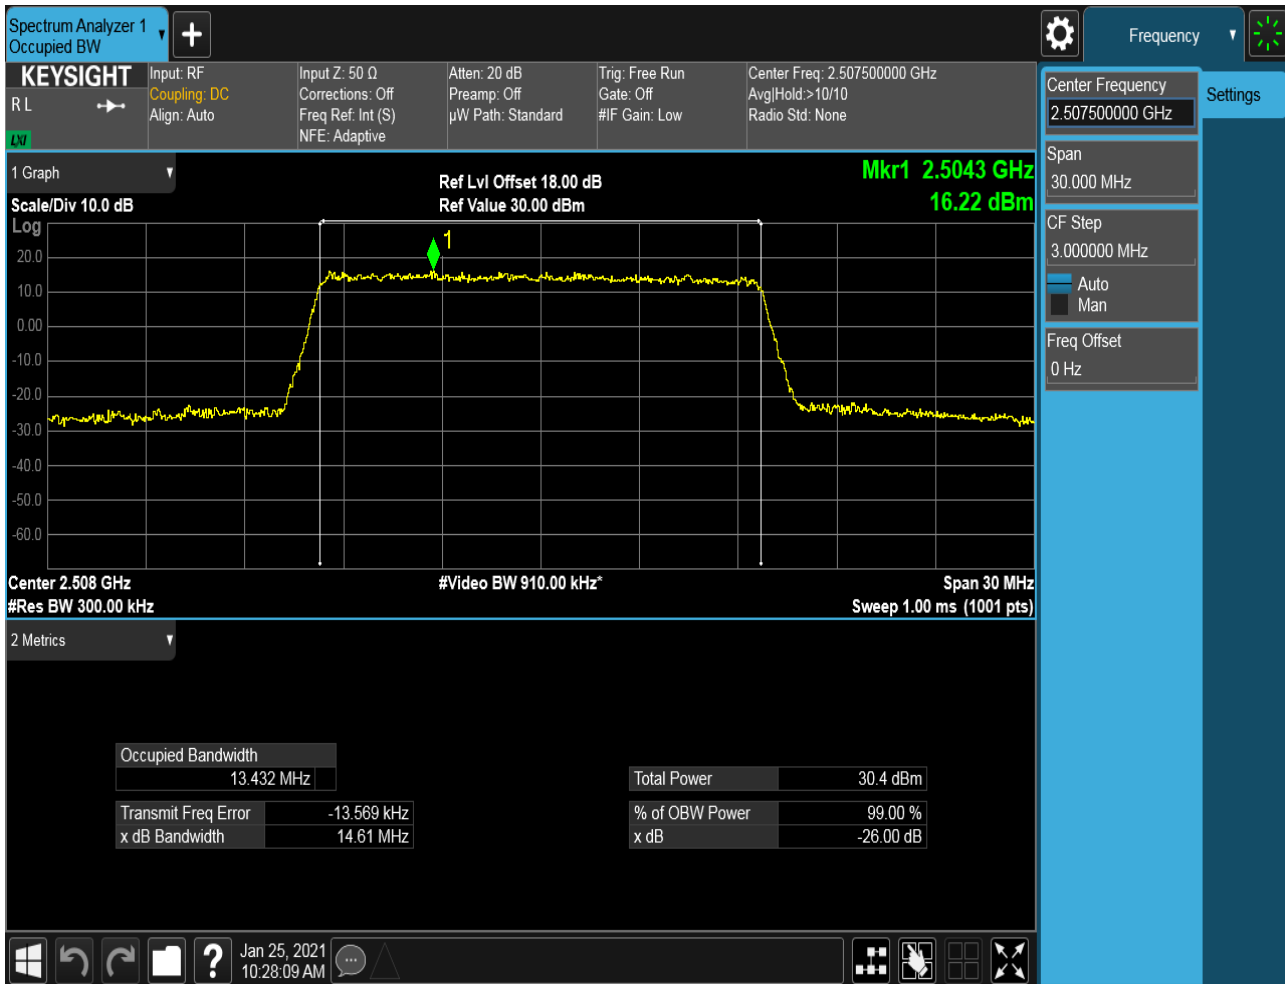 Spectrum Analyzer 1
Occupied BW
+
Frequency
KEYSIGHT
R L
LXI
Input: RF
Coupling: DC
Align: Auto
Input Z: 50 Ω
Corrections: Off
Freq Ref: Int (S)
NFE: Adaptive
Atten: 20 dB
Preamp: Off
µW Path: Standard
Trig: Free Run
Gate: Off
#IF Gain: Low
Center Freq: 2.507500000 GHz
Avg|Hold:>10/10
Radio Std: None
Center Frequency
2.507500000 GHz
Settings
Span
30.000 MHz
CF Step
3.000000 MHz
Auto
Man
Freq Offset
0 Hz
1 Graph
Scale/Div 10.0 dB
Log
Ref Lvl Offset 18.00 dB
Ref Value 30.00 dBm
Mkr1 2.5043 GHz
16.22 dBm
1
20.0
10.0
0.00
-10.0
-20.0
-30.0
-40.0
-50.0
-60.0
Center 2.508 GHz
#Res BW 300.00 kHz
#Video BW 910.00 kHz*
Span 30 MHz
Sweep 1.00 ms (1001 pts)
2 Metrics
Occupied Bandwidth
13.432 MHz
Transmit Freq Error -13.569 kHz
x dB Bandwidth 14.61 MHz
Total Power 30.4 dBm
% of OBW Power 99.00 %
x dB -26.00 dB
?
Jan 25, 2021
10:28:09 AM